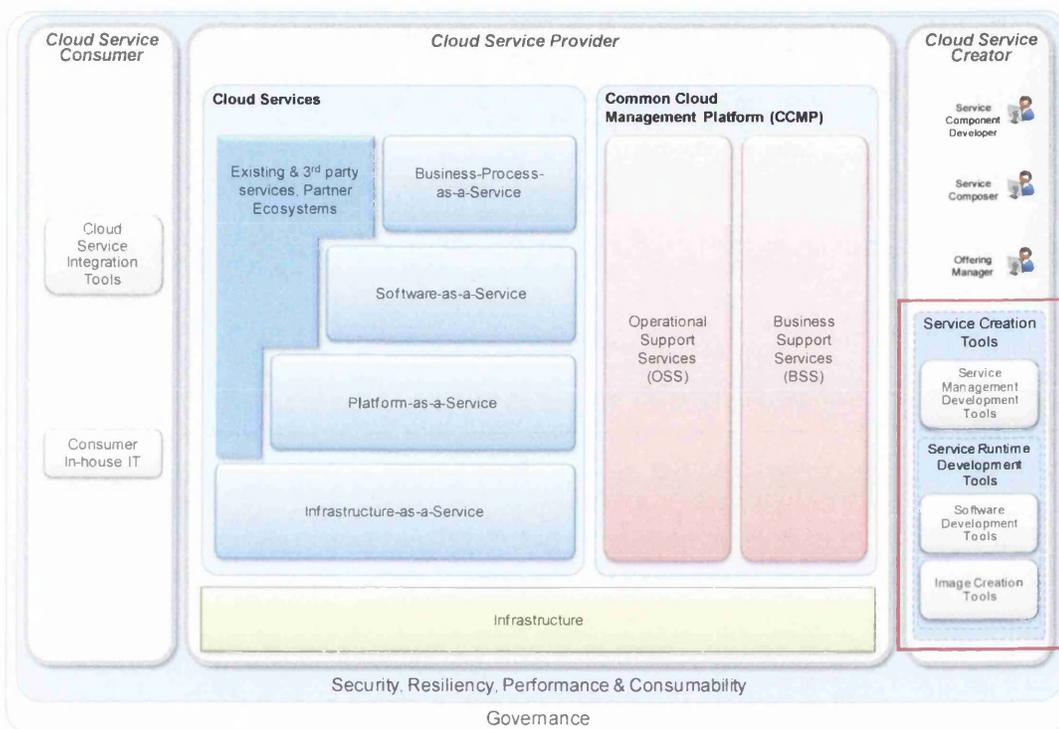 Cloud Service
Consumer
Cloud Service
Integration
Tools
Consumer
In-house IT
Cloud Service Provider
Cloud Services
Existing & 3rd party
services, Partner
Ecosystems
Business-Process-
as-a-Service
Software-as-a-Service
Platform-as-a-Service
Infrastructure-as-a-Service
Common Cloud
Management Platform (CCMP)
Operational
Support
Services
(OSS)
Business
Support
Services
(BSS)
Infrastructure
Cloud Service
Creator
Service
Component
Developer
Service
Composer
Offering
Manager
Service Creation
Tools
Service
Management
Development
Tools
Service Runtime
Development
Tools
Software
Development
Tools
Image Creation
Tools
Security, Resiliency, Performance & Consumability
Governance